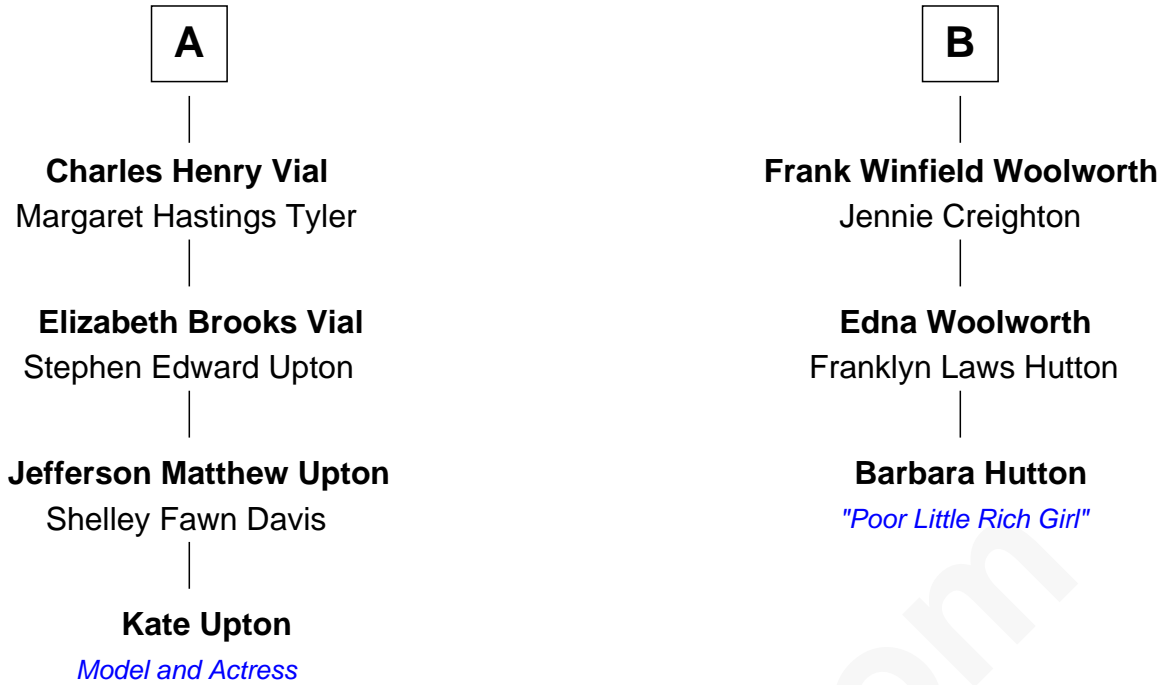 A
Charles Henry Vial
Margaret Hastings Tyler
Elizabeth Brooks Vial
Stephen Edward Upton
Jefferson Matthew Upton
Shelley Fawn Davis
Kate Upton
Model and Actress
B
Frank Winfield Woolworth
Jennie Creighton
Edna Woolworth
Franklyn Laws Hutton
Barbara Hutton
"Poor Little Rich Girl"
om